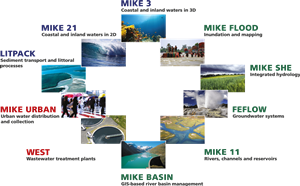 MIKE 3
Coastal and inland waters in 3D
MIKE 21
Coastal and inland waters in 2D
MIKE FLOOD
Inundation and mapping
LITPACK
Sediment transport and littoral
processes
MIKE SHE
Integrated hydrology
MIKE URBAN
Urban water distribution
and collection
FEFLOW
Groundwater systems
WEST
Wastewater treatment plants
MIKE 11
Rivers, channels and reservoirs
MIKE BASIN
GIS-based river basin management